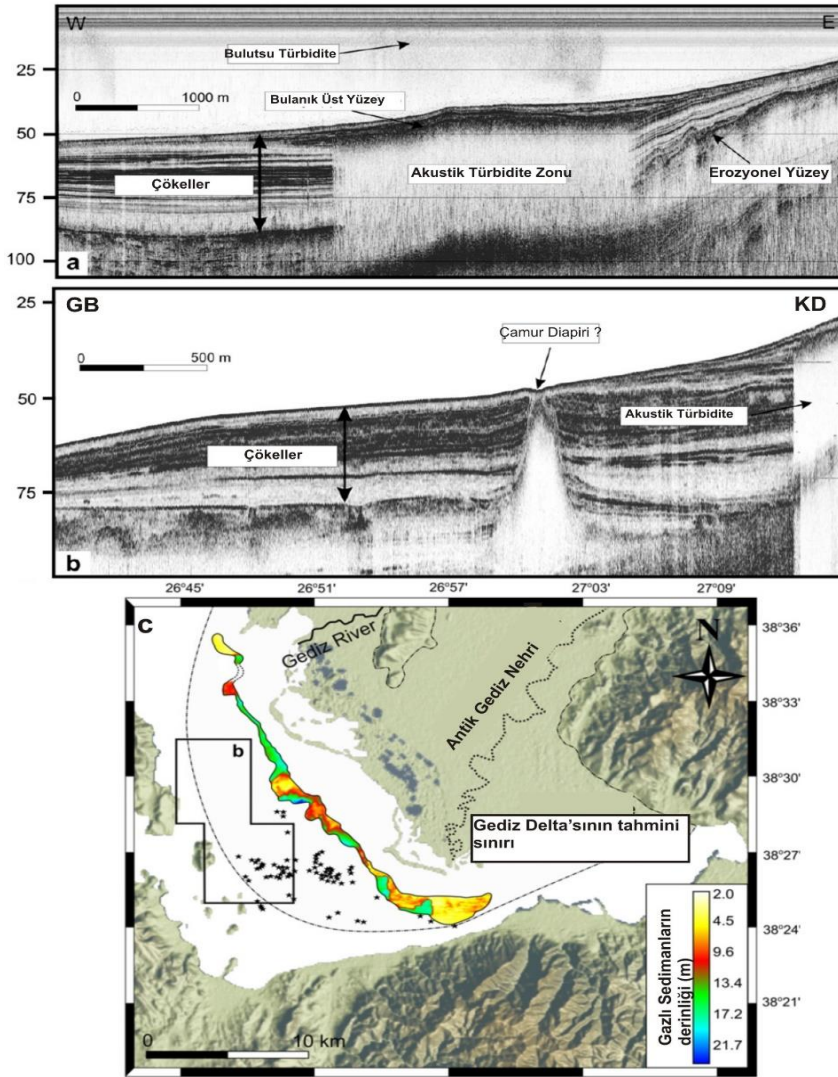 W
E
Bulutsu Türbidite
25
0
1000 m
Bulanık Üst Yüzey
50
Çökeller
Akustik Türbidite Zonu
Erozyonel Yüzey
75
100
a
25
GB
KD
Çamur Diapiri ?
0
500 m
50
Akustik Türbidite
Çökeller
75
b
26°45'
26°51'
26°57'
27°03'
27°09'
C
N
38°36'
Gediz River
Antik Gediz Nehri
38°33'
b
38°30'
Gediz Delta'sının tahmini
sınırı
38°27'
38°24'
38°21'
Gazlı Sedimanların
derinliği (m)
2.0
4.5
9.6
13.4
17.2
21.7
0
10 km